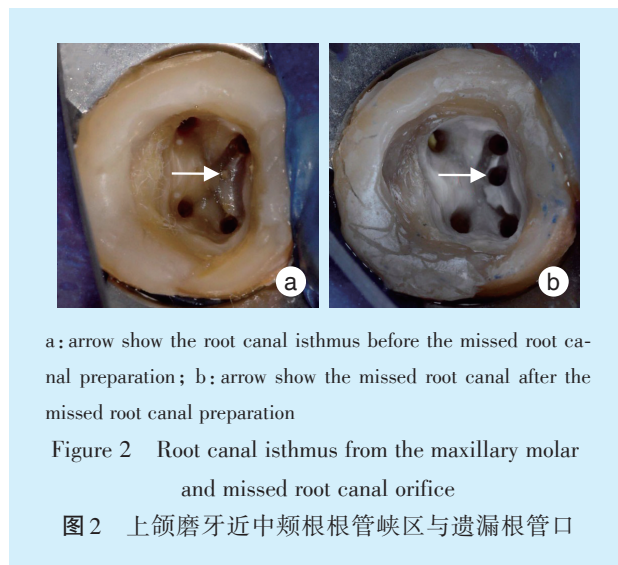 a
b
a：arrow show the root canal isthmus before the missed root ca-
nal preparation；b：arrow show the missed root canal after the
missed root canal preparation
Figure 2 Root canal isthmus from the maxillary molar
and missed root canal orifice
图2 上颌磨牙近中颊根根管峡区与遗漏根管口